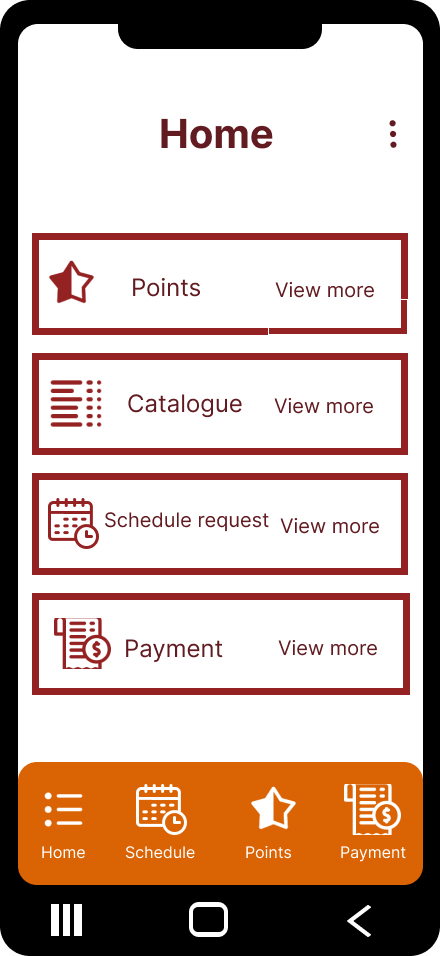 Home
Points View more
Catalogue View more
Schedule request View more
Payment View more
Home Schedule Points Payment